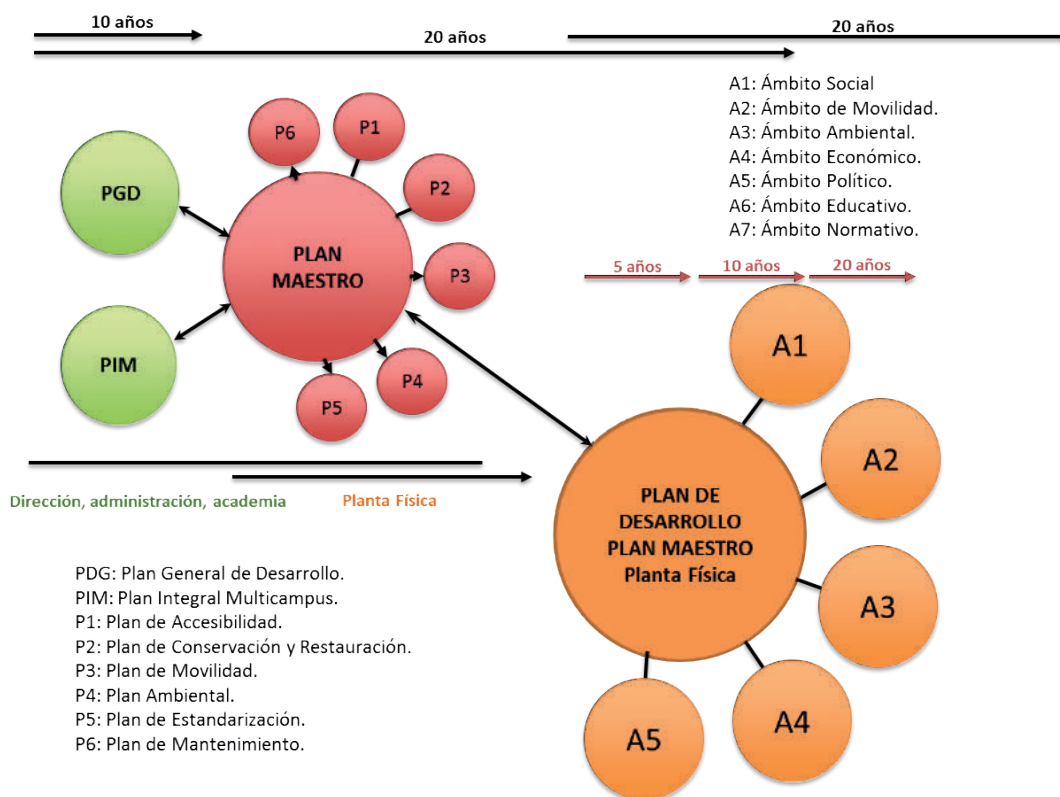 10 años
20 años
20 años
A1: Ámbito Social
A2: Ámbito de Movilidad.
A3: Ámbito Ambiental.
A4: Ámbito Económico.
A5: Ámbito Político.
A6: Ámbito Educativo.
A7: Ámbito Normativo.
P6
P1
P2
P3
P4
P5
PGD
PIM
PLAN
MAESTRO
5 años
10 años
20 años
A1
A2
A3
A4
A5
PLAN DE
DESARROLLO
PLAN MAESTRO
Planta Física
Dirección, administración, academia
Planta Física
PDG: Plan General de Desarrollo.
PIM: Plan Integral Multicampus.
P1: Plan de Accesibilidad.
P2: Plan de Conservación y Restauración.
P3: Plan de Movilidad.
P4: Plan Ambiental.
P5: Plan de Estandarización.
P6: Plan de Mantenimiento.